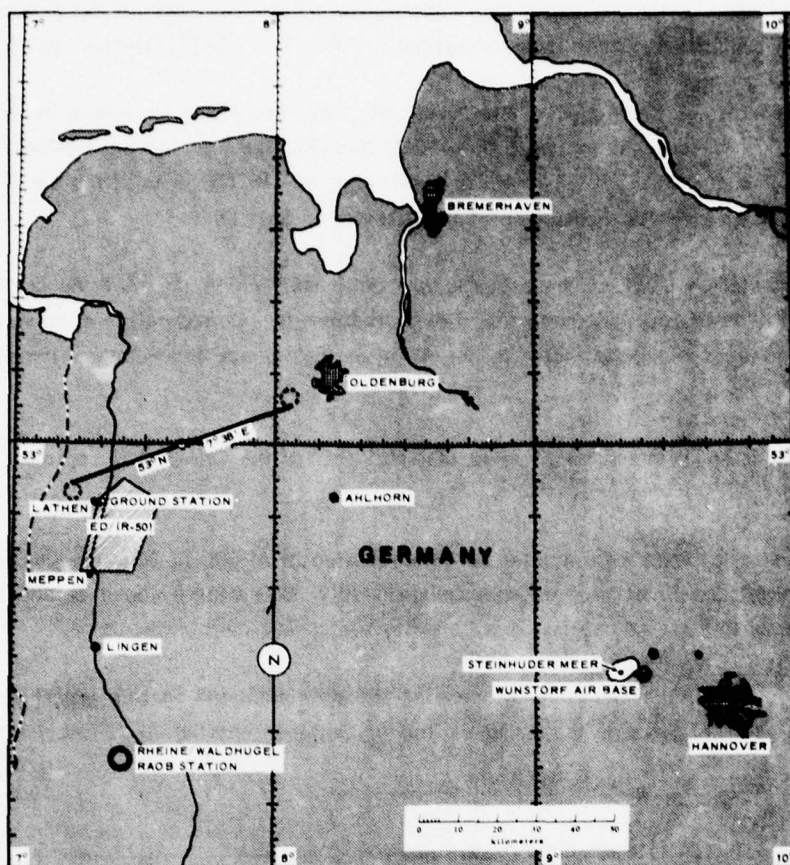 7°
8°
9°
10°
BREMERHAVEN
OLDENBURG
53° N
7° 38' E
53°
53°
LATHEN
GROUND STATION
ED/(R-50)
AHLHORN
GERMANY
MEPPEN
LINGEN
N
STEINHUDER MEER
WUNSTORF AIR BASE
HANNOVER
RHEINE/WALDHUGEL
RAOB STATION
0 10 20 30 40 50
kilometers
7°
8°
9°
10°